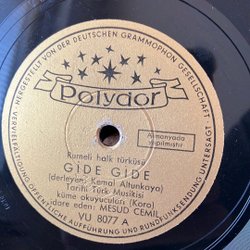 HERGESTELLT VON DER DEUTSCHEN GRAMMOPHON GESELLSCHAFT
Polydor
Almanyada
yapılmıştır
Rumeli halk türküsü
GİDE GİDE
(derleyen: Kemal Altunkaya)
Tarihi Türk Musikisi
küme okuyucuları (Koro)
idare eden: MESUD CEMİL
VU 8077 A
VERVIELFÄLTIGUNG ÖFFENTLICHE AUFFÜHRUNG UND RUNDFUNKSENDUNG UNTERSAGT